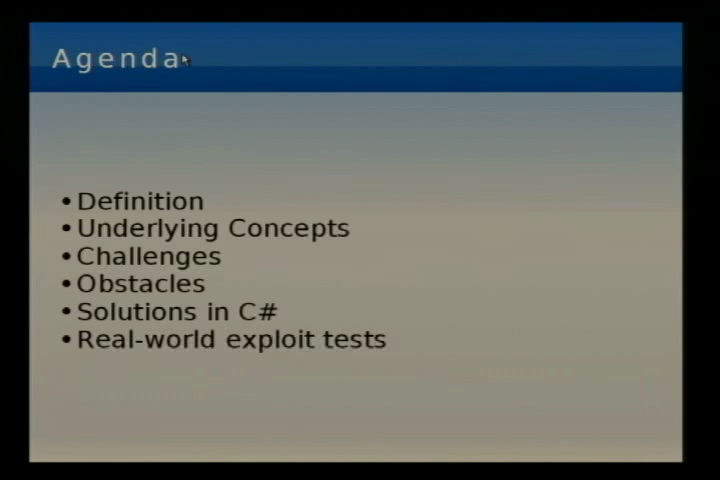 Agenda
• Definition
• Underlying Concepts
• Challenges
• Obstacles
• Solutions in C#
• Real-world exploit tests